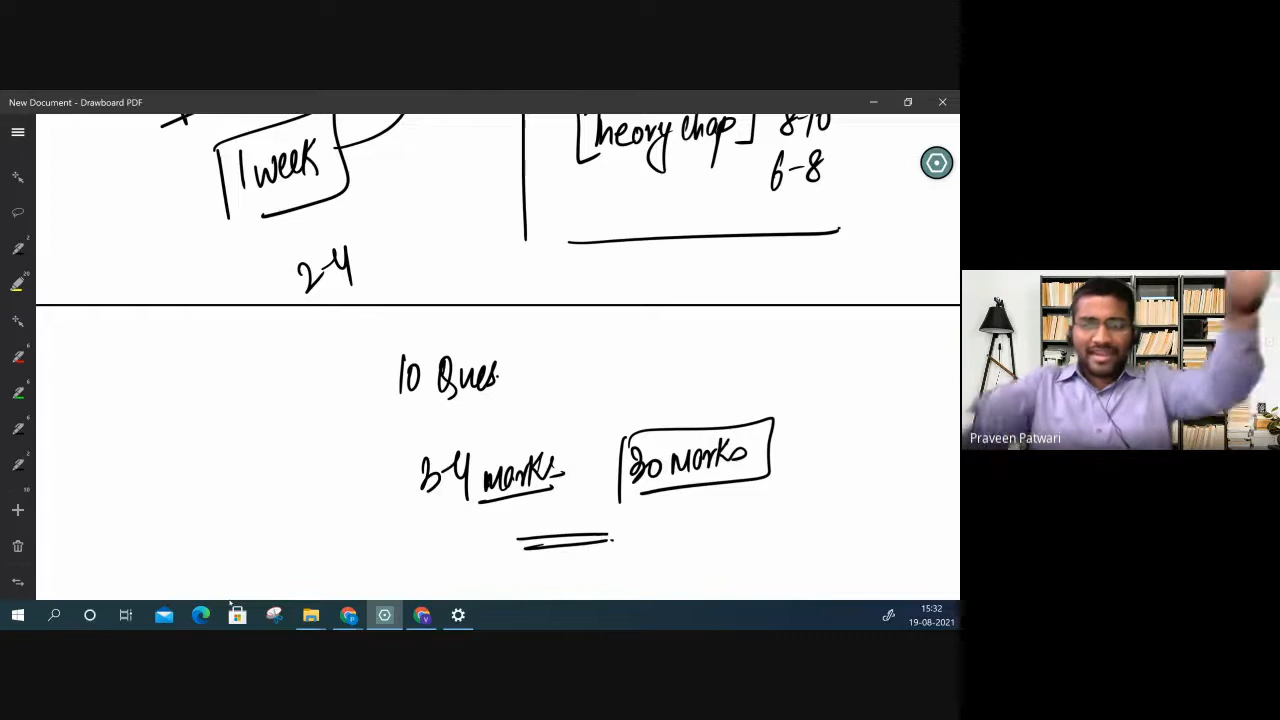 New Document - Drawboard PDF
[Theory Chap] 8-10
1 week
6-8
2-4
10 Ques.
3-4 marks
30 Marks
Praveen Patwari
15:32
19-08-2021